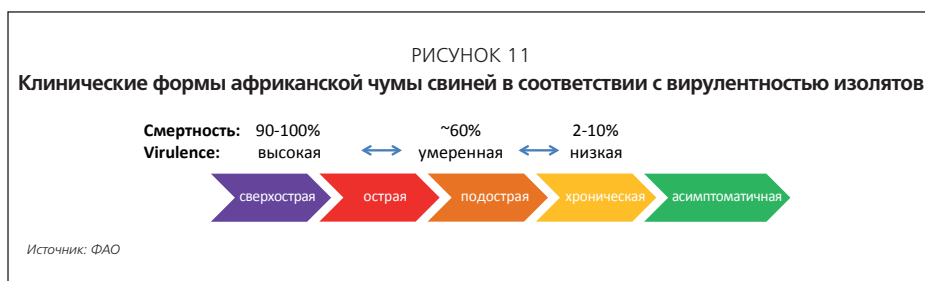 РИСУНОК 11
Клинические формы африканской чумы свиней в соответствии с вирулентностью изолятов
Смертность: 90-100% ~60% 2-10%
Virulence: высокая умеренная низкая
сверхострая острая подострая хроническая асимптоматичная
Источник: ФАО